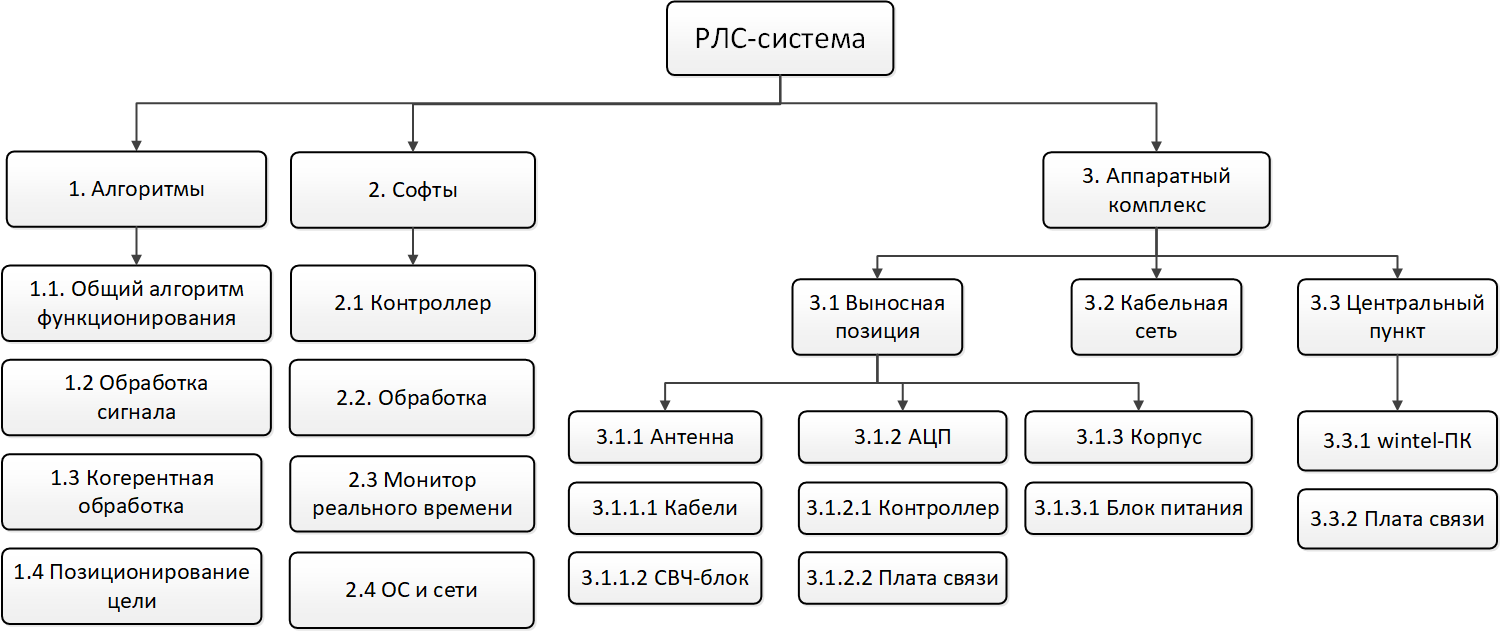 РЛС-система
1. Алгоритмы
2. Софты
3. Аппаратный
комплекс
1.1. Общий алгоритм
функционирования
1.2 Обработка
сигнала
1.3 Когерентная
обработка
1.4 Позиционирование
цели
2.1 Контроллер
2.2. Обработка
2.3 Монитор
реального времени
2.4 ОС и сети
3.1 Выносная
позиция
3.2 Кабельная
сеть
3.3 Центральный
пункт
3.1.1 Антенна
3.1.1.1 Кабели
3.1.1.2 СВЧ-блок
3.1.2 АЦП
3.1.2.1 Контроллер
3.1.2.2 Плата связи
3.1.3 Корпус
3.1.3.1 Блок питания
3.3.1 wintel-ПК
3.3.2 Плата связи